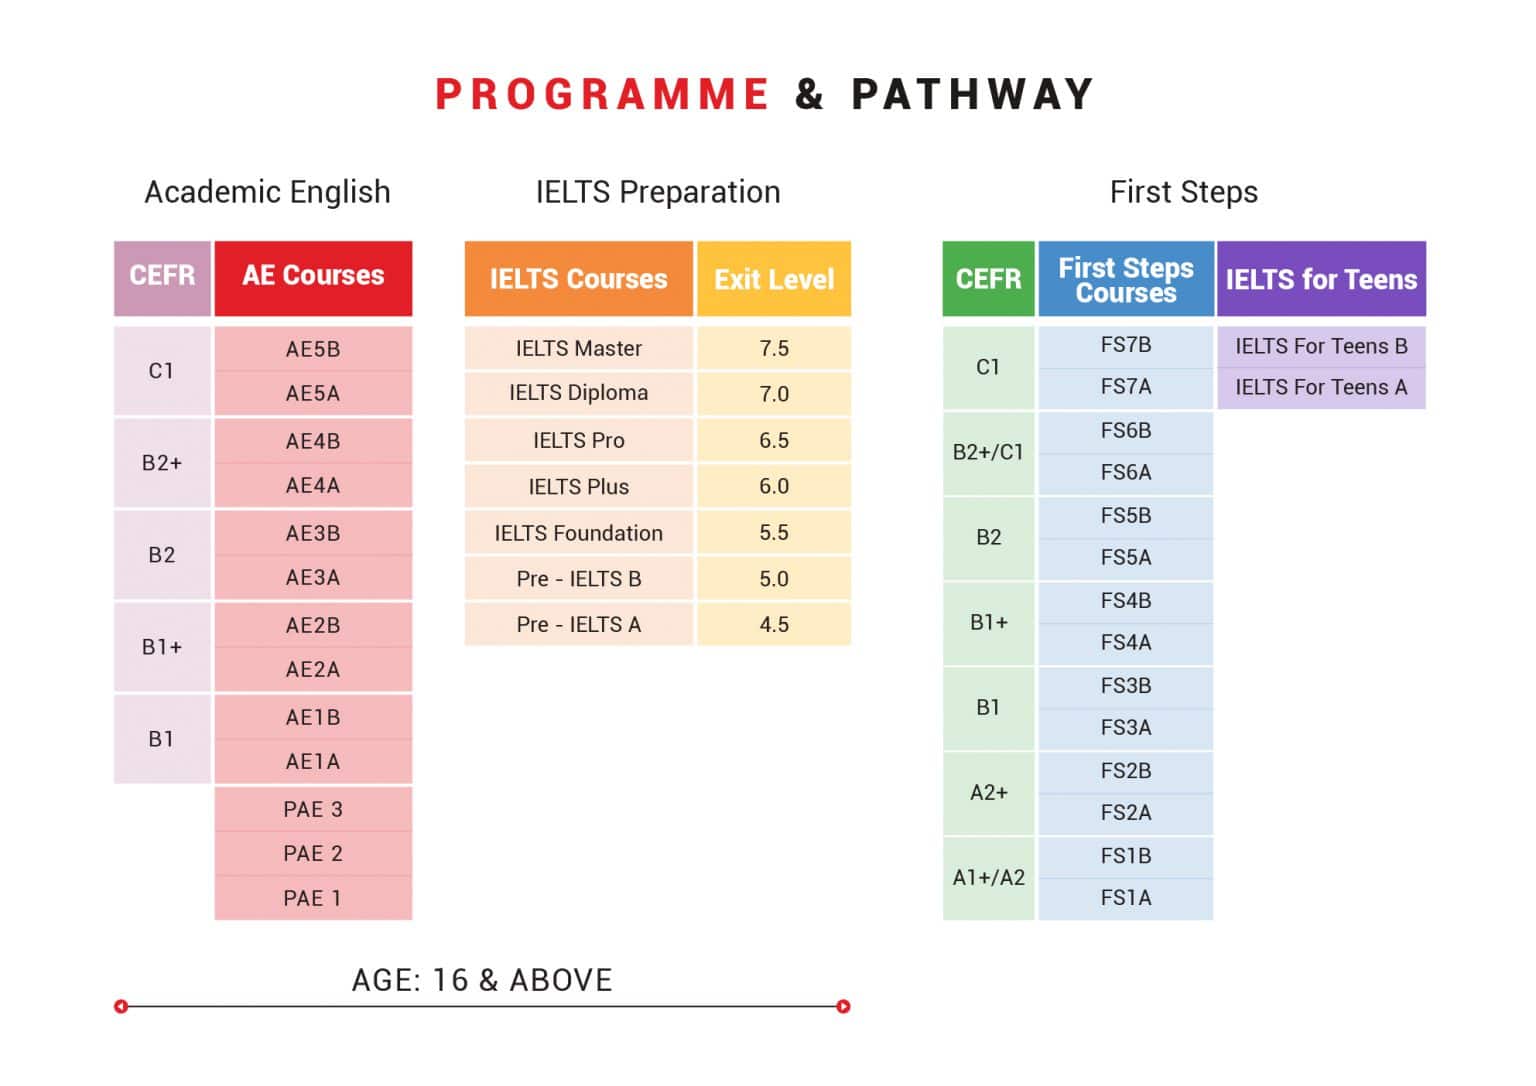 PROGRAMME & PATHWAY
Academic English
CEFR AE Courses
C1
AE5B
AE5A
B2+
AE4B
AE4A
B2
AE3B
AE3A
B1+
AE2B
AE2A
B1
AE1B
AE1A
PAE 3
PAE 2
PAE 1
IELTS Preparation
IELTS Courses Exit Level
IELTS Master 7.5
IELTS Diploma 7.0
IELTS Pro 6.5
IELTS Plus 6.0
IELTS Foundation 5.5
Pre - IELTS B 5.0
Pre - IELTS A 4.5
AGE: 16 & ABOVE
First Steps
CEFR
First Steps
Courses
IELTS for Teens
C1
FS7B IELTS For Teens B
FS7A IELTS For Teens A
B2+/C1
FS6B
FS6A
B2
FS5B
FS5A
B1+
FS4B
FS4A
B1
FS3B
FS3A
A2+
FS2B
FS2A
A1+/A2
FS1B
FS1A